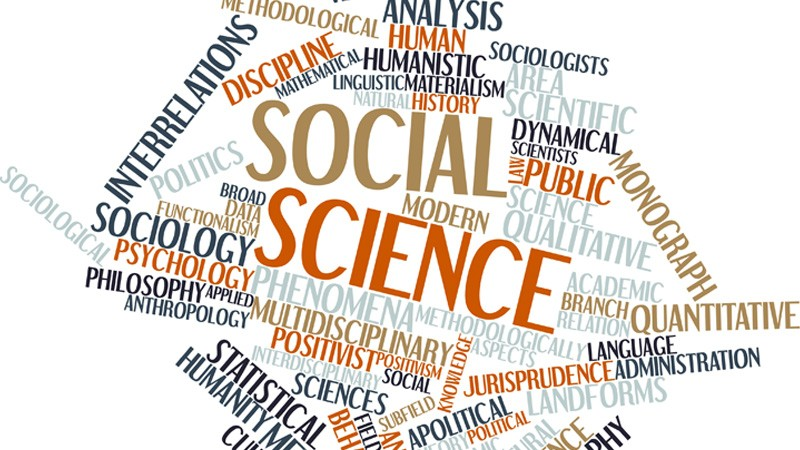 METHODOLOGICAL
ANALYSIS
HUMAN
SOCIOLOGISTS
INTERRELATIONS
DISCIPLINE
MATHEMATICAL
HUMANISTIC
AREA
LINGUISTIC
MATERIALISM
SCIENTIFIC
NATURAL
HISTORY
SOCIAL
DYNAMICAL
SCIENTISTS
LAW
PUBLIC
MONOGRAPH
POLITICS
BROAD
DATA
FUNCTIONALISM
SCIENCE
MODERN
SCIENCE
QUALITATIVE
SOCIOLOGICAL
SOCIOLOGY
PSYCHOLOGY
PHILOSOPHY
APPLIED
ANTHROPOLOGY
PHENOMENA
ACADEMIC
BRANCH
RELATION
QUANTITATIVE
MULTIDISCIPLINARY
METHODOLOGICALLY
ASPECTS
POSITIVIST
POSITIVISM
KNOWLEDGE
LANGUAGE
ADMINISTRATION
INTERDISCIPLINARY
SOCIAL
JURISPRUDENCE
STATISTICAL
SCIENCES
LANDFORMS
HUMANITY
SUBFIELD
APOLITICAL
POLITICAL
FIELD